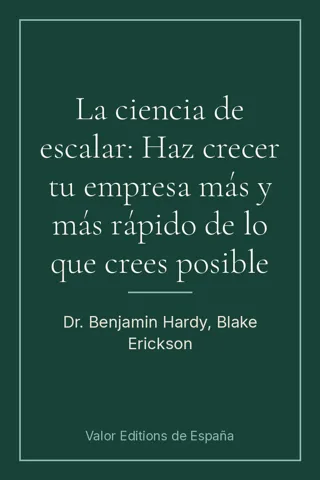 La ciencia de
escalar: Haz crecer
tu empresa más y
más rápido de lo
que crees posible
Dr. Benjamin Hardy, Blake
Erickson
Valor Editions de España